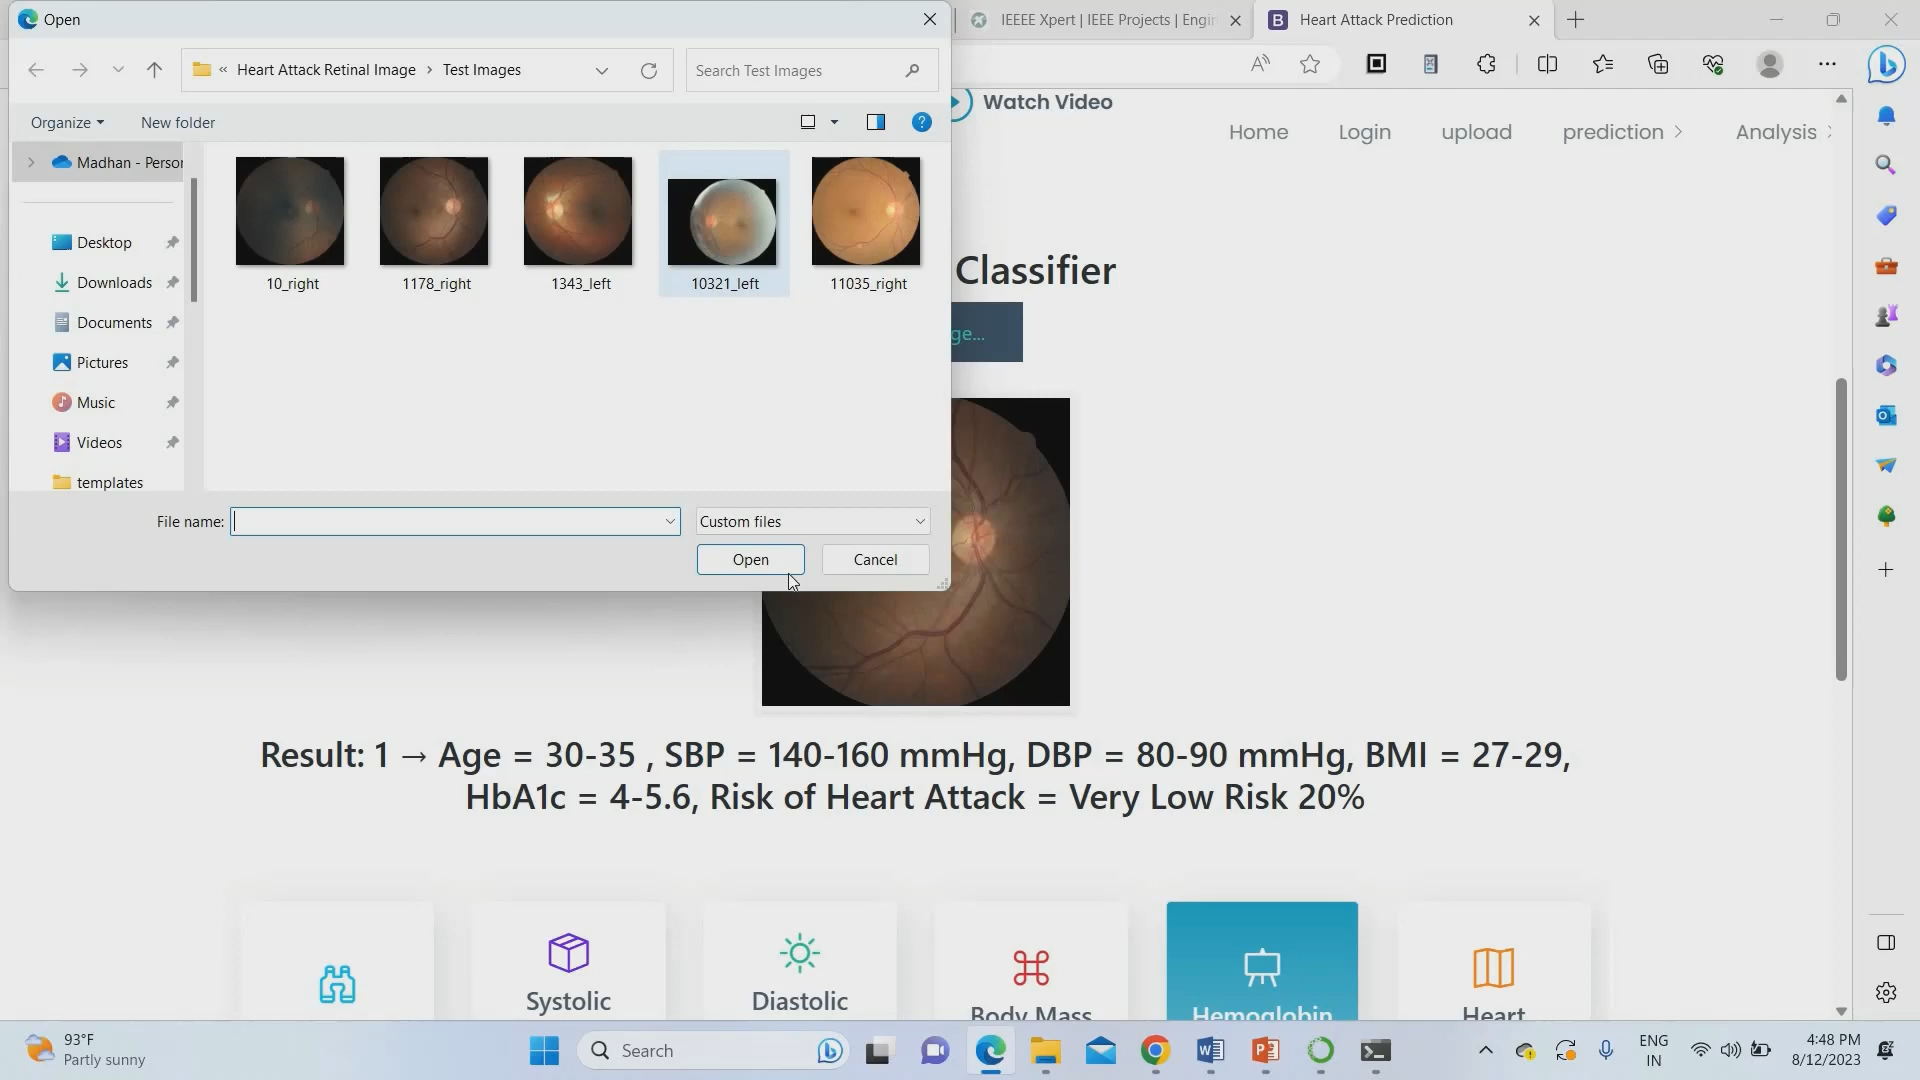 Open
IEEEE Xpert | IEEE Projects | Engin
B Heart Attack Prediction
« Heart Attack Retinal Image › Test Images
Search Test Images
Organize
New folder
Watch Video
Home Login upload prediction Analysis
Madhan - Person
Desktop
Downloads
Documents
Pictures
Music
Videos
templates
10_right
1178_right
1343_left
10321_left
11035_right
Classifier
ge...
File name:
Custom files
Open
Cancel
Result: 1 → Age = 30-35 , SBP = 140-160 mmHg, DBP = 80-90 mmHg, BMI = 27-29,
HbA1c = 4-5.6, Risk of Heart Attack = Very Low Risk 20%
Systolic
Diastolic
Body Mass
Hemoglobin
Heart
93°F
Partly sunny
Search
ENG
IN
4:48 PM
8/12/2023